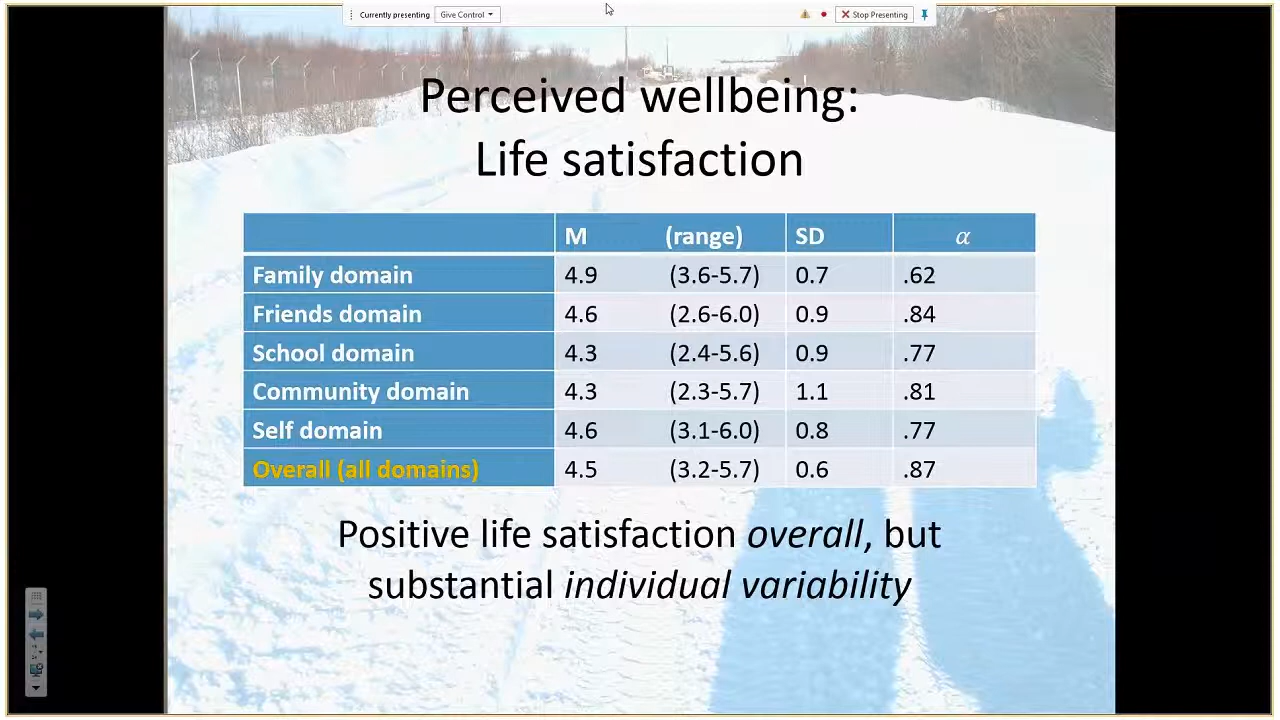 Currently presenting Give Control Stop Presenting
Perceived wellbeing:
Life satisfaction
M (range) SD α
Family domain 4.9 (3.6-5.7) 0.7 .62
Friends domain 4.6 (2.6-6.0) 0.9 .84
School domain 4.3 (2.4-5.6) 0.9 .77
Community domain 4.3 (2.3-5.7) 1.1 .81
Self domain 4.6 (3.1-6.0) 0.8 .77
Overall (all domains) 4.5 (3.2-5.7) 0.6 .87
Positive life satisfaction overall, but
substantial individual variability